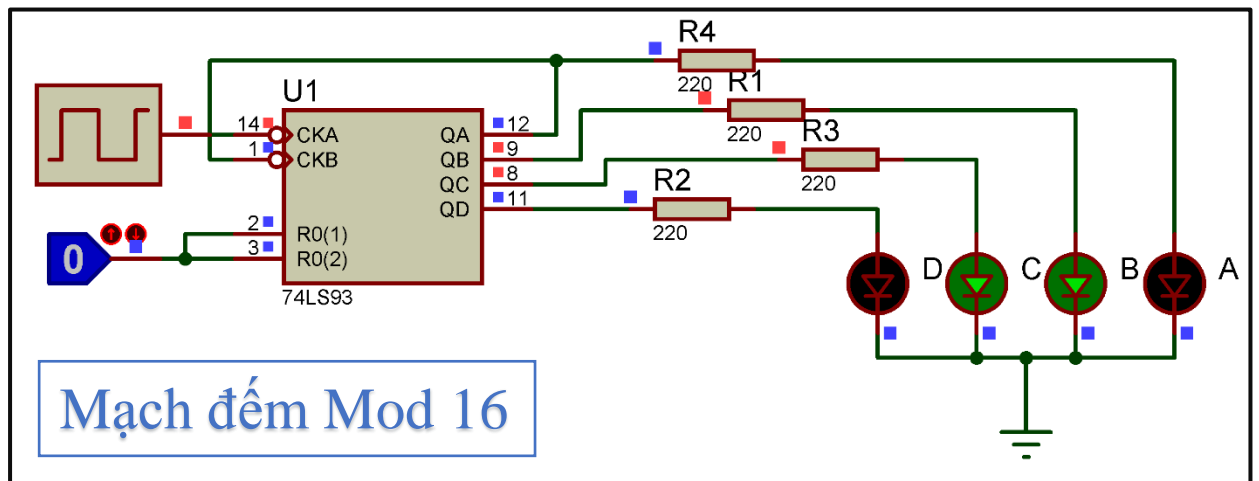 R4
220
R1
220
R3
220
R2
220
U1
14 CKA QA 12
1 CKB QB 9
QC 8
QD 11
2 R0(1)
3 R0(2)
74LS93
0
D C B A
Mạch đếm Mod 16